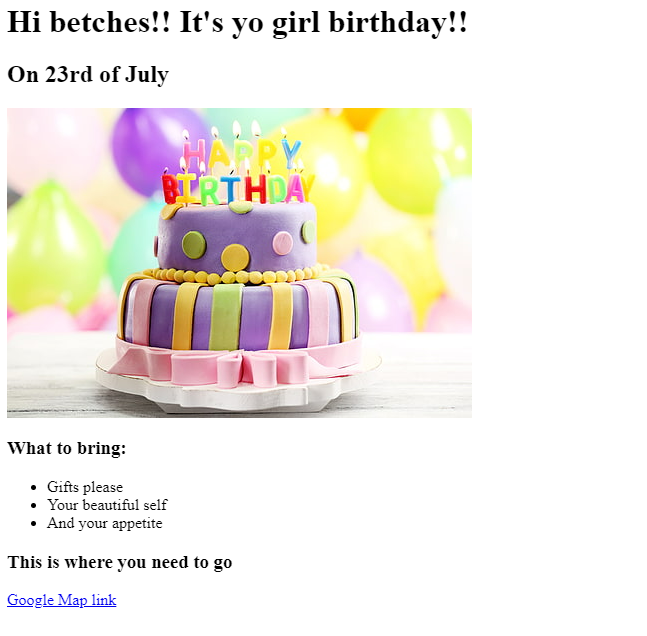 Hi betches!! It's yo girl birthday!!
On 23rd of July
HAPPY
BIRTHDAY
What to bring:
Gifts please
Your beautiful self
And your appetite
This is where you need to go
Google Map link